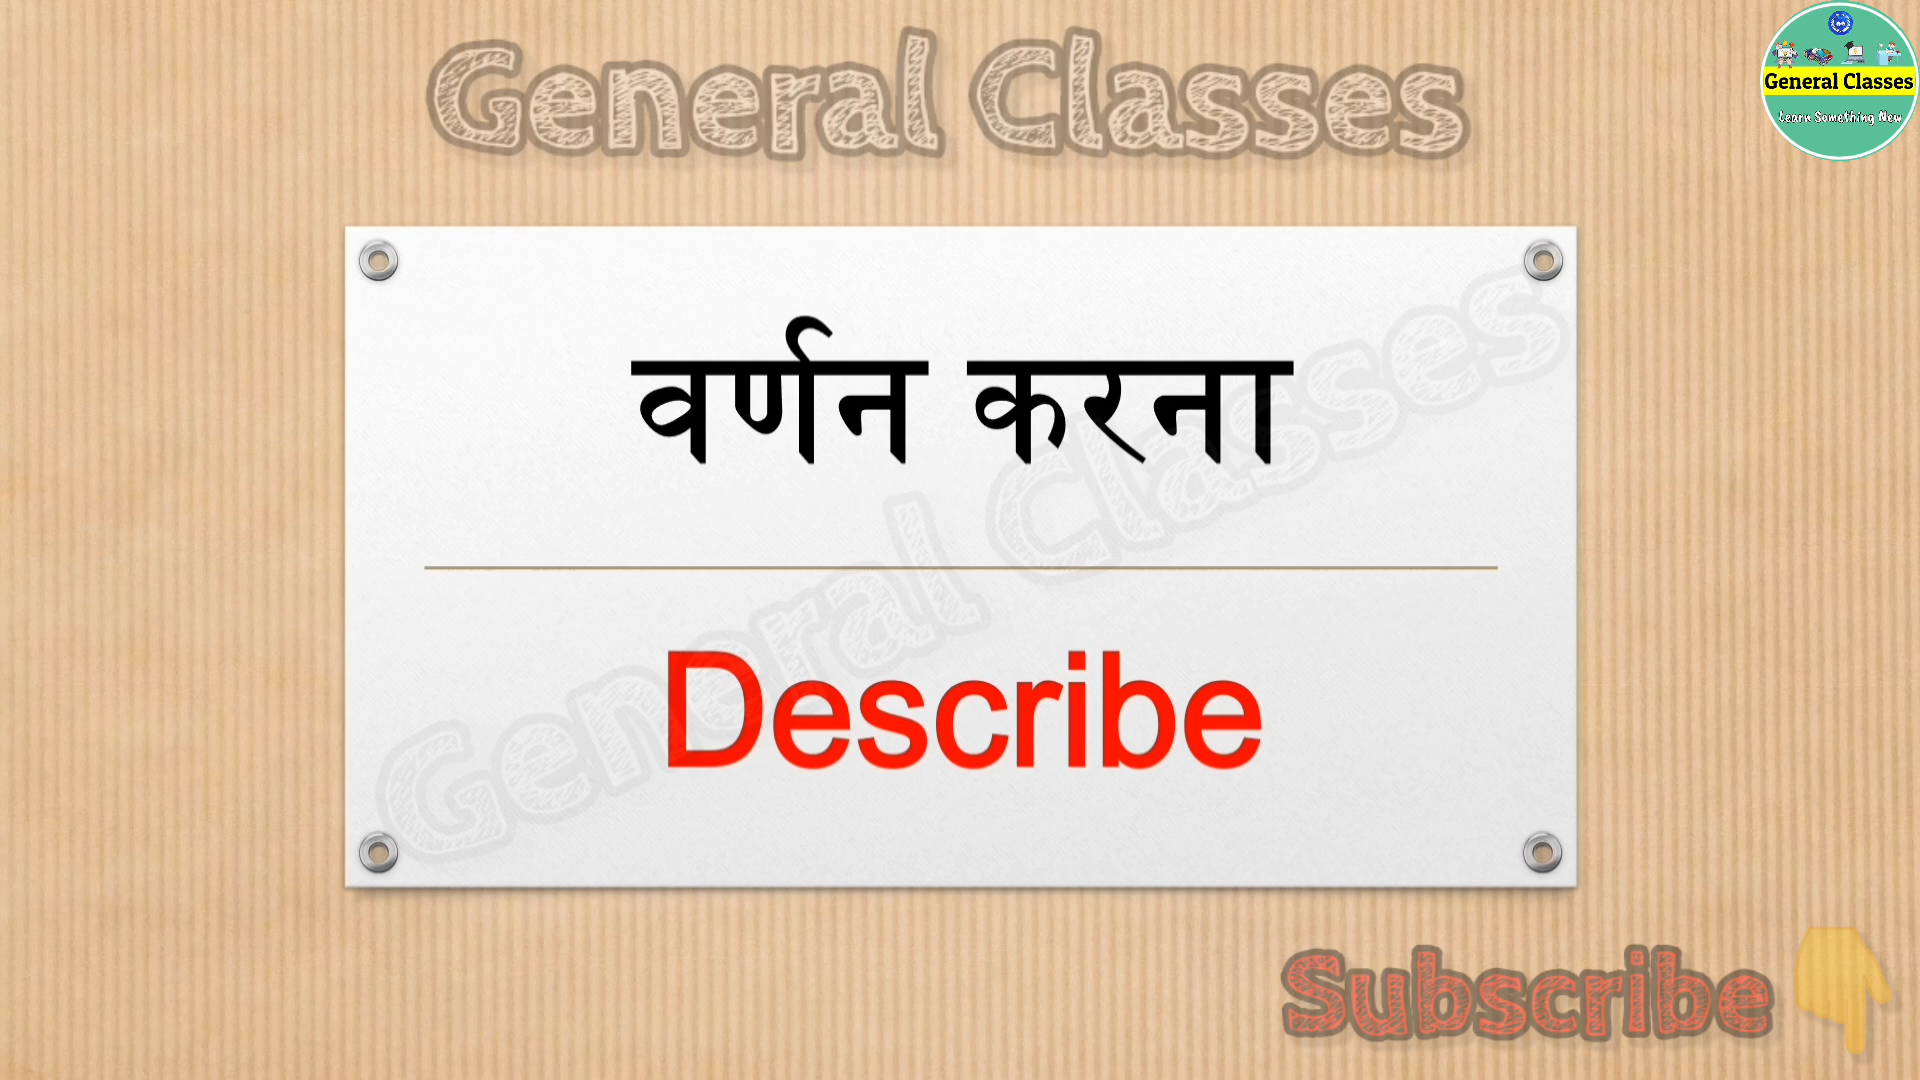 General Classes
General Classes
Learn Something New
वर्णन करना
General Classes
Describe
Subscribe